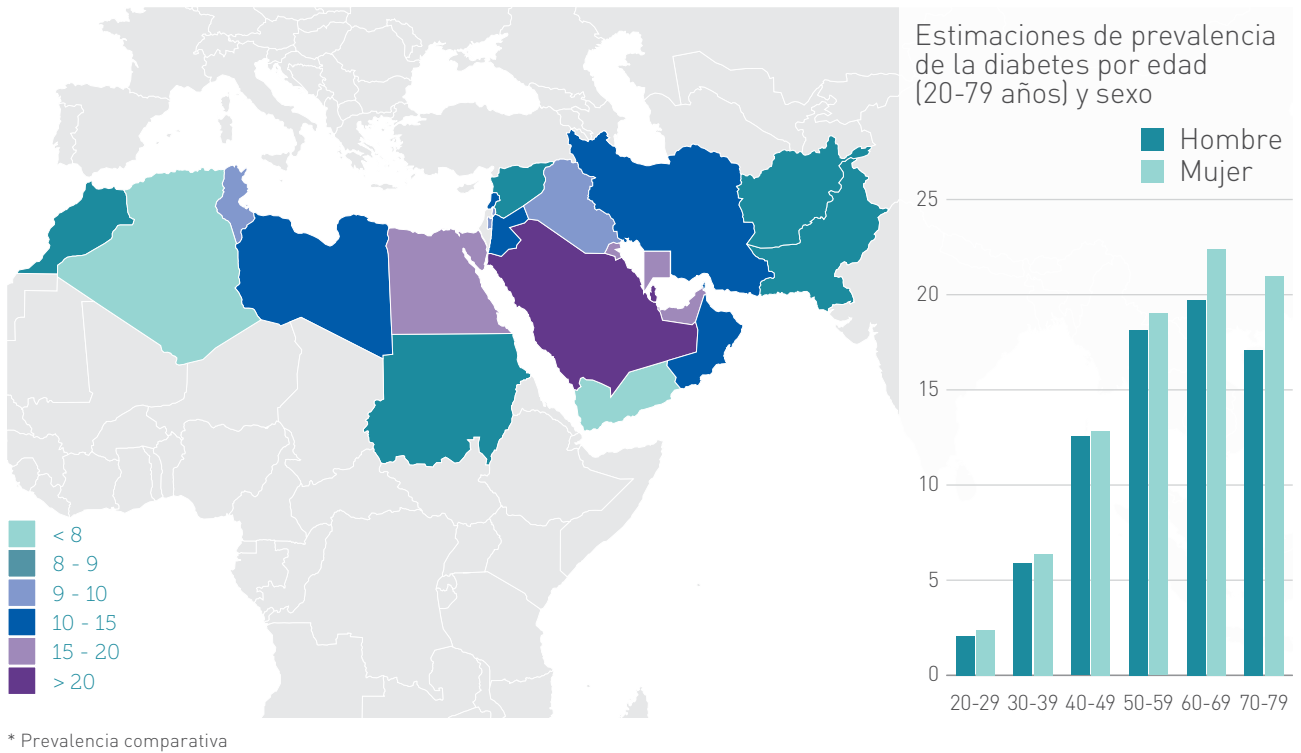 Estimaciones de prevalencia
de la diabetes por edad
(20-79 años) y sexo
Hombre
Mujer
25
20
15
10
5
0
20-29 30-39 40-49 50-59 60-69 70-79
< 8
8 - 9
9 - 10
10 - 15
15 - 20
> 20
* Prevalencia comparativa